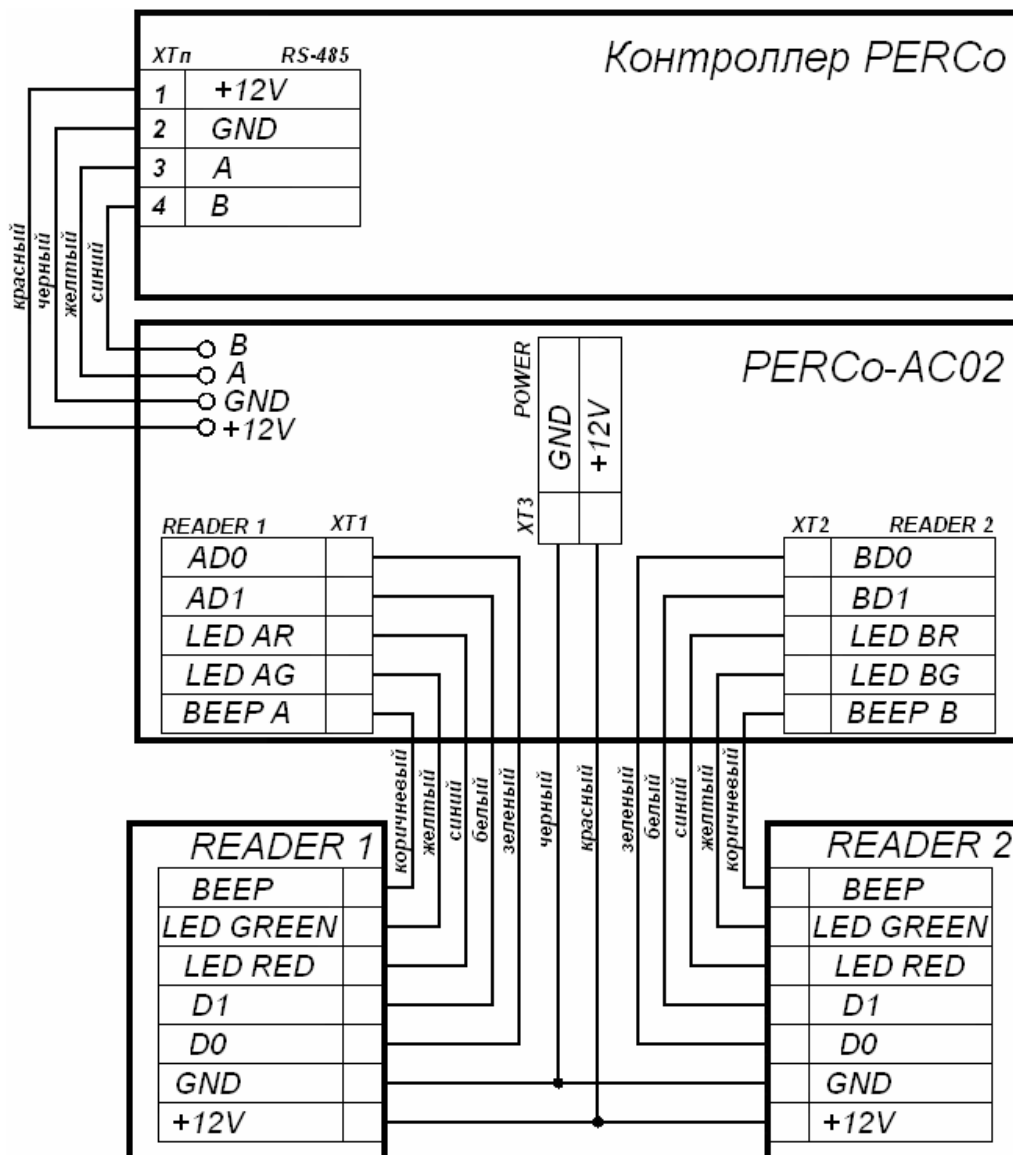 Контроллер PERCo
XTn RS-485
1 +12V
2 GND
3 A
4 B
красный
черный
желтый
синий
PERCo-AC02
B
A
GND
+12V
POWER
GND
+12V
XT3
READER 1 XT1
AD0
AD1
LED AR
LED AG
BEEP A
XT2 READER 2
BD0
BD1
LED BR
LED BG
BEEP B
коричневый
желтый
синий
белый
зеленый
черный
красный
зеленый
белый
синий
желтый
коричневый
READER 1
BEEP
LED GREEN
LED RED
D1
D0
GND
+12V
READER 2
BEEP
LED GREEN
LED RED
D1
D0
GND
+12V